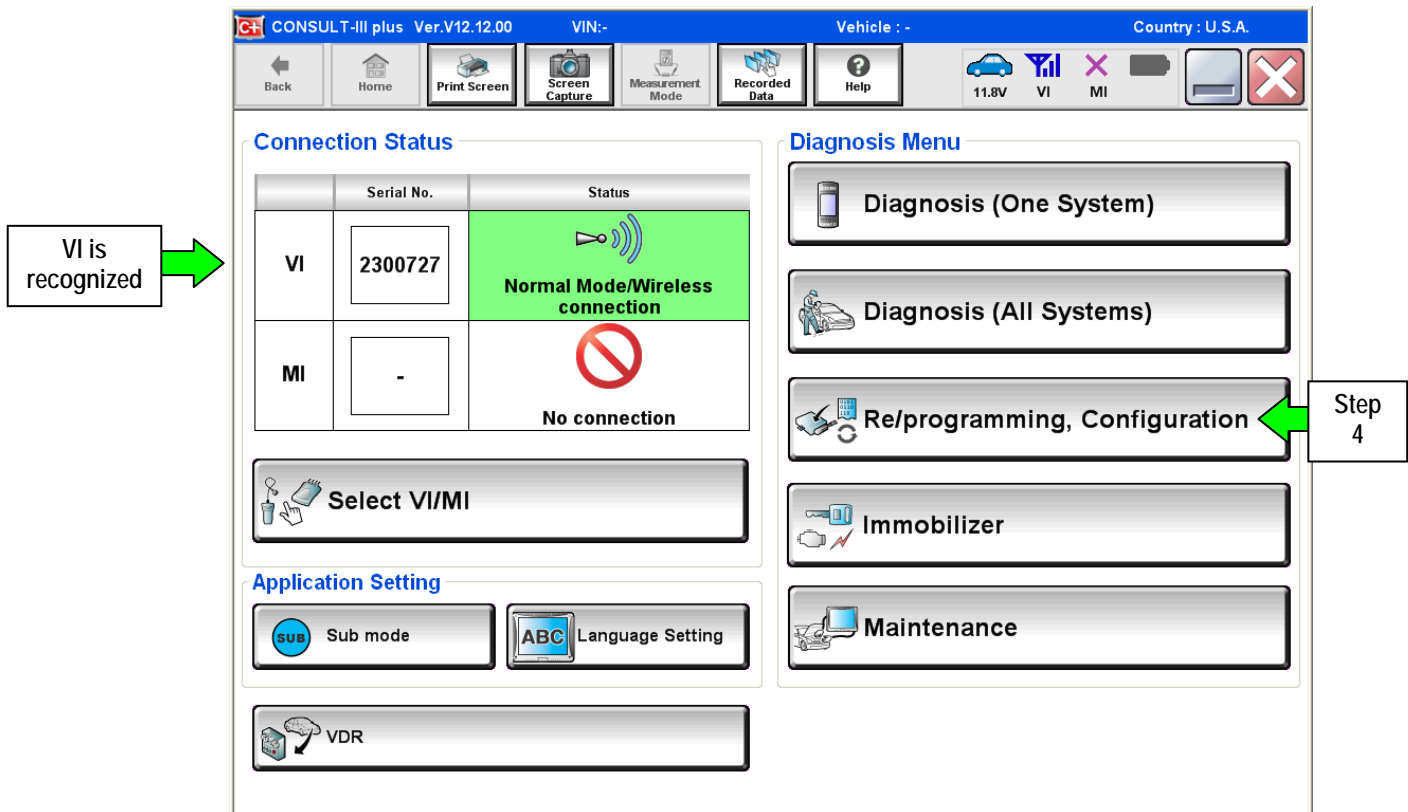 C+ CONSULT-III plus Ver.V12.12.00 VIN:- Vehicle : - Country : U.S.A.
Back
Home
Print Screen
Screen
Capture
Measurement
Mode
Recorded
Data
?
Help
11.8V
VI
MI
Connection Status
Serial No. Status
VI is
recognized
VI
2300727
Normal Mode/Wireless
connection
MI
-
No connection
Select VI/MI
Application Setting
SUB
Sub mode
ABC
Language Setting
VDR
Diagnosis Menu
Diagnosis (One System)
Diagnosis (All Systems)
Re/programming, Configuration
Step
4
Immobilizer
Maintenance